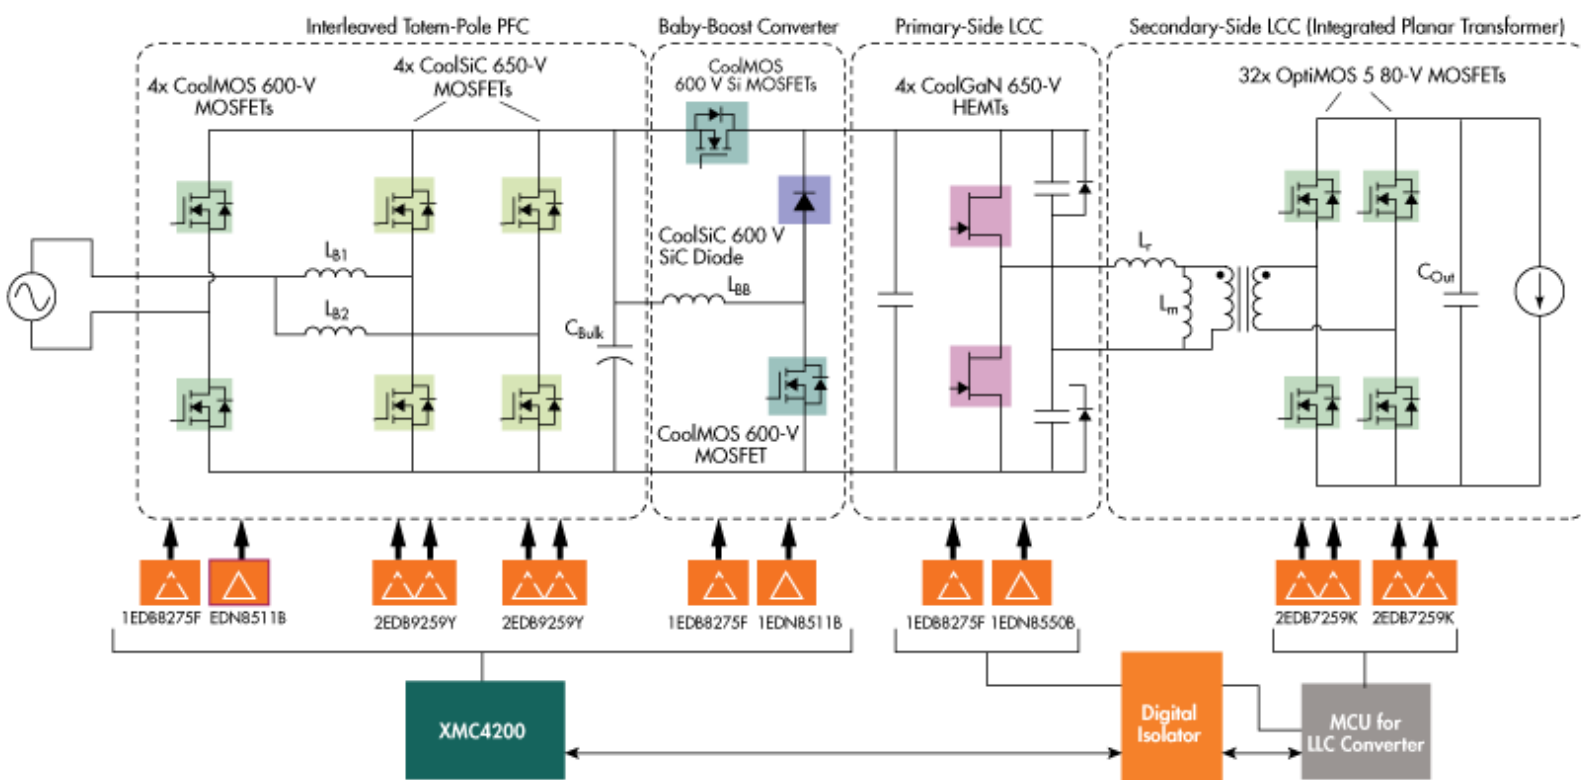 Interleaved Totem-Pole PFC
Baby-Boost Converter
Primary-Side LCC
Secondary-Side LCC (Integrated Planar Transformer)
4x CoolMOS 600-V
MOSFETs
4x CoolSiC 650-V
MOSFETs
CoolMOS
600 V Si MOSFETs
4x CoolGaN 650-V
HEMTs
32x OptiMOS 5 80-V MOSFETs
LB1
LB2
CBulk
CoolSiC 600 V
SiC Diode
LBB
CoolMOS 600-V
MOSFET
Lr
Lm
COut
1EDB8275F
EDN8511B
2EDB9259Y
2EDB9259Y
1EDB8275F
1EDN8511B
1EDB8275F
1EDN8550B
2EDB7259K
2EDB7259K
XMC4200
Digital
Isolator
MCU for
LLC Converter